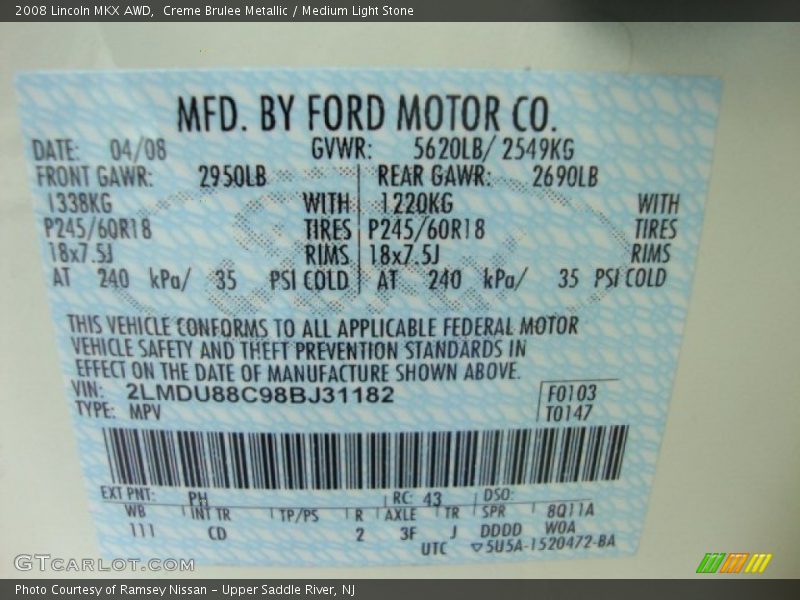 2008 Lincoln MKX AWD,  Creme Brulee Metallic / Medium Light Stone
MFD. BY FORD MOTOR CO.
DATE: 04/08 GVWR: 5620LB/ 2549KG
FRONT GAWR: 2950LB REAR GAWR: 2690LB
1338KG WITH 1220KG WITH
P245/60R18 TIRES P245/60R18 TIRES
18x7.5J RIMS 18x7.5J RIMS
AT 240 kPa/ 35 PSI COLD AT 240 kPa/ 35 PSI COLD
THIS VEHICLE CONFORMS TO ALL APPLICABLE FEDERAL MOTOR
VEHICLE SAFETY AND THEFT PREVENTION STANDARDS IN
EFFECT ON THE DATE OF MANUFACTURE SHOWN ABOVE.
VIN: 2LMDU88C98BJ31182 F0103
TYPE: MPV T0147
EXT PNT: PH RC: 43 DSO:
WB INT TR TP/PS R AXLE TR SPR 8Q11A
111 CD 2 3F J DDDD W0A
UTC ▽5U5A-1520472-BA
GTCARLOT.COM
Photo Courtesy of Ramsey Nissan - Upper Saddle River, NJ